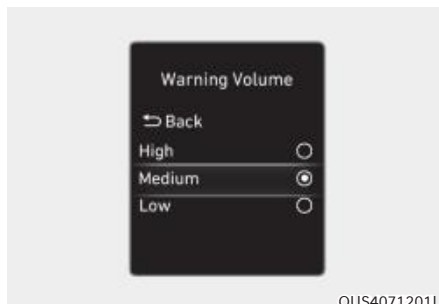 Warning Volume
Back
High
Medium
Low
OUS4071201L